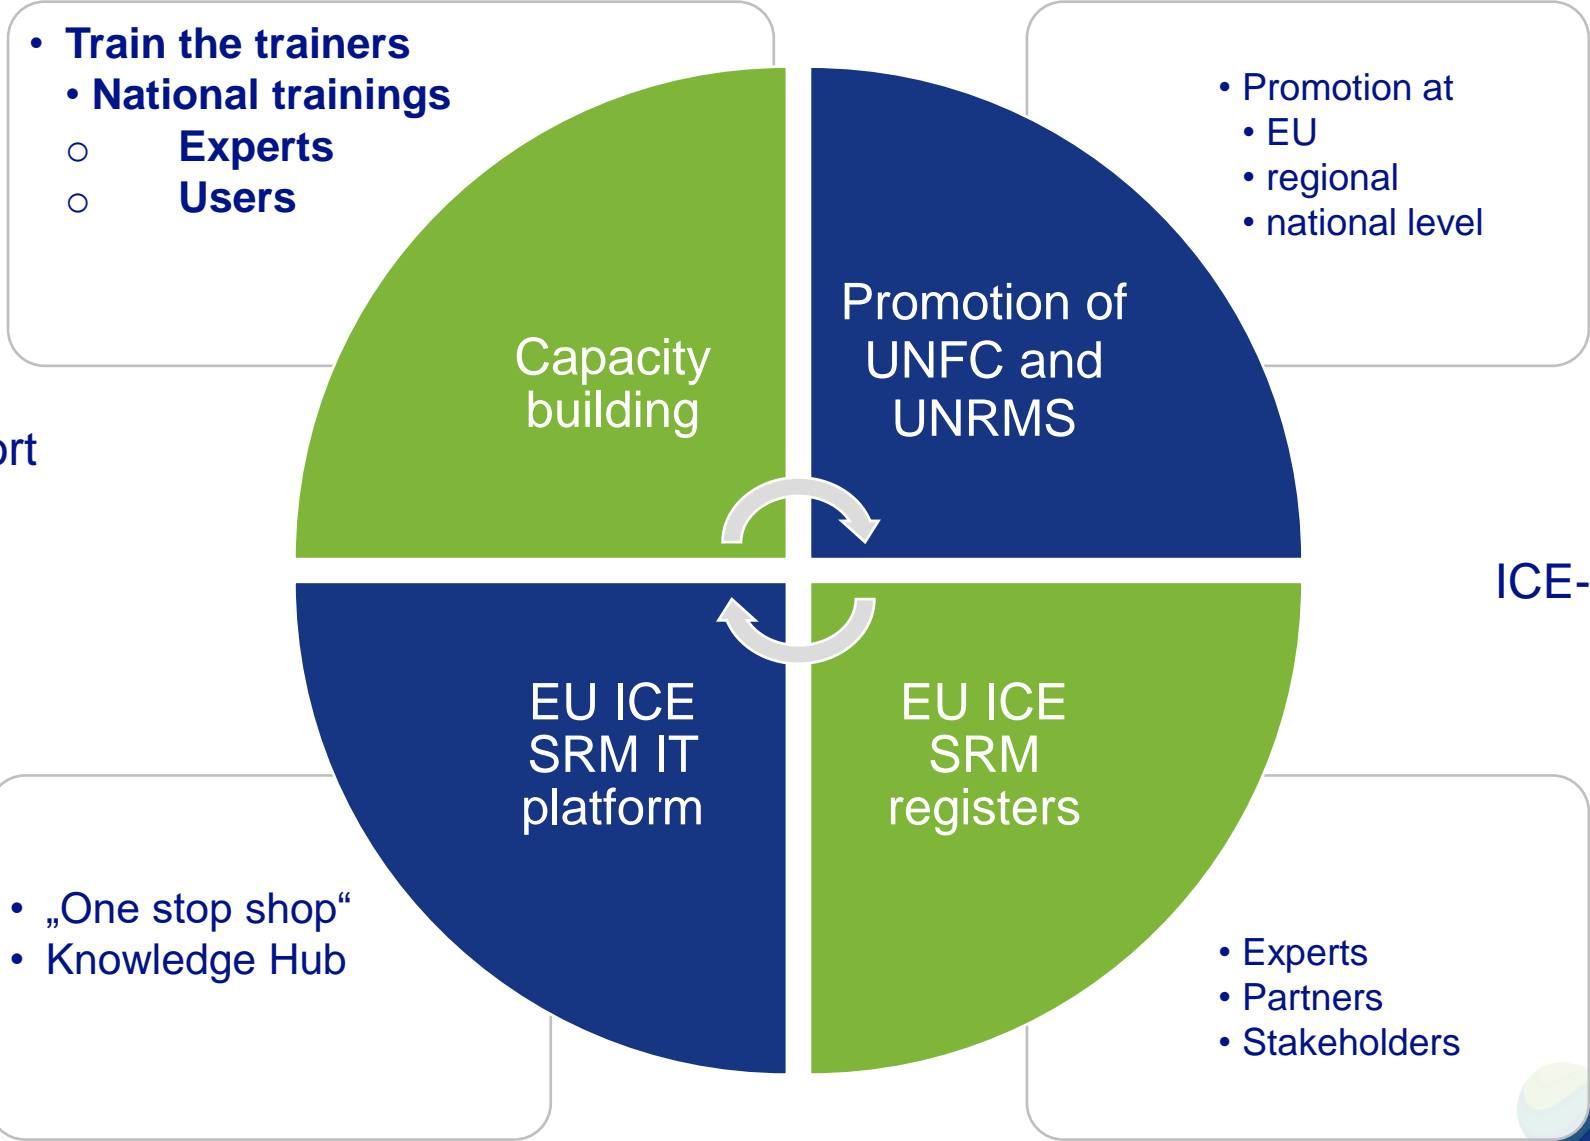 • Train the trainers
• National trainings
o Experts
o Users
• Promotion at
• EU
• regional
• national level
Capacity
building
Promotion of
UNFC and
UNRMS
ICE-
EU ICE
SRM IT
platform
EU ICE
SRM
registers
• „One stop shop“
• Knowledge Hub
• Experts
• Partners
• Stakeholders